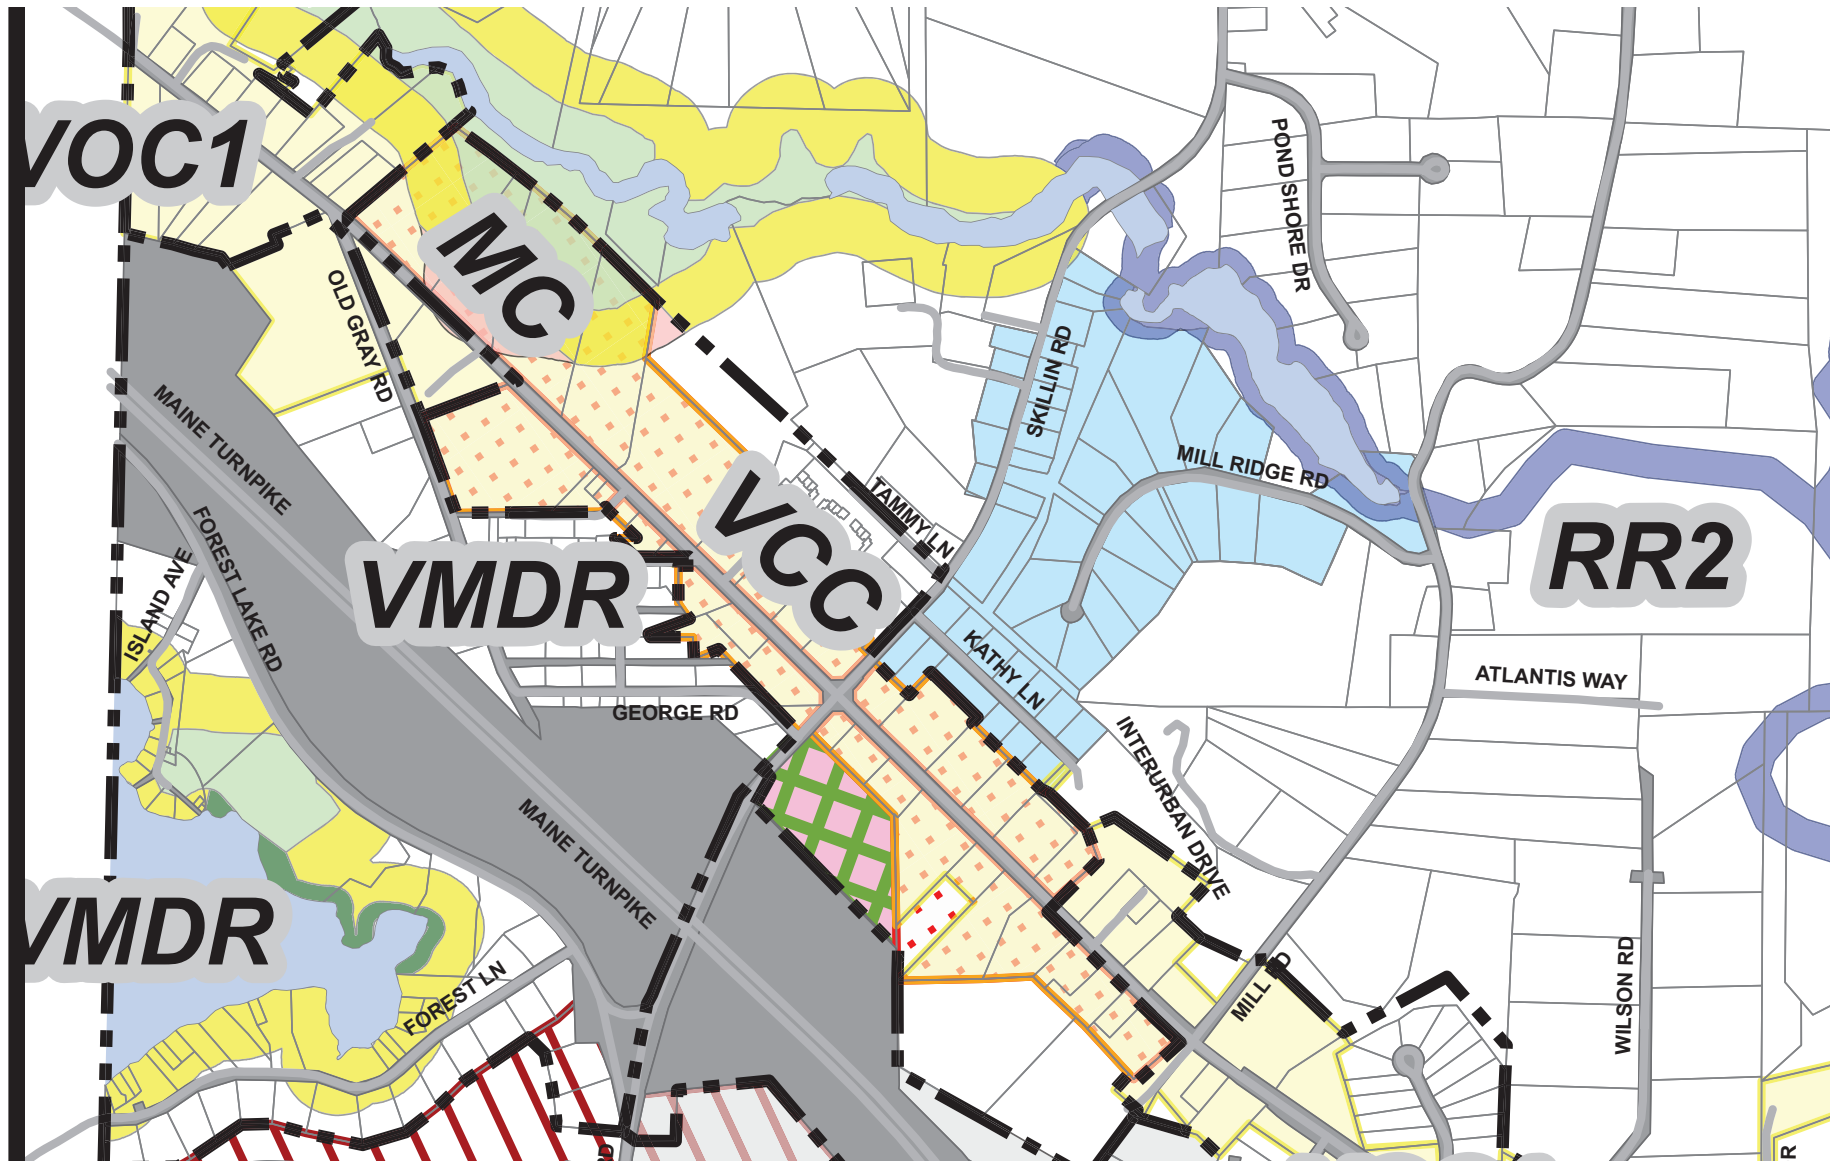 VOC1
MC
POND SHORE DR
OLD GRAY RD
SKILLIN RD
MAINE TURNPIKE
MILL RIDGE RD
TAMMY LN
VCC
RR2
VMDR
FOREST LAKE RD
ISLAND AVE
KATHY LN
ATLANTIS WAY
GEORGE RD
INTERURBAN DRIVE
MAINE TURNPIKE
VMDR
FOREST LN
MILL RD
WILSON RD
RD
R